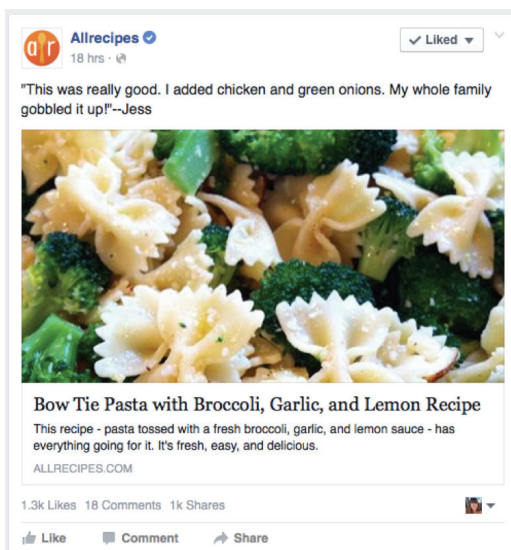 ar
Allrecipes
Liked
18 hrs ·
"This was really good. I added chicken and green onions. My whole family
gobbled it up!"--Jess
Bow Tie Pasta with Broccoli, Garlic, and Lemon Recipe
This recipe - pasta tossed with a fresh broccoli, garlic, and lemon sauce - has
everything going for it. It's fresh, easy, and delicious.
ALLRECIPES.COM
1.3k Likes 18 Comments 1k Shares
Like Comment Share